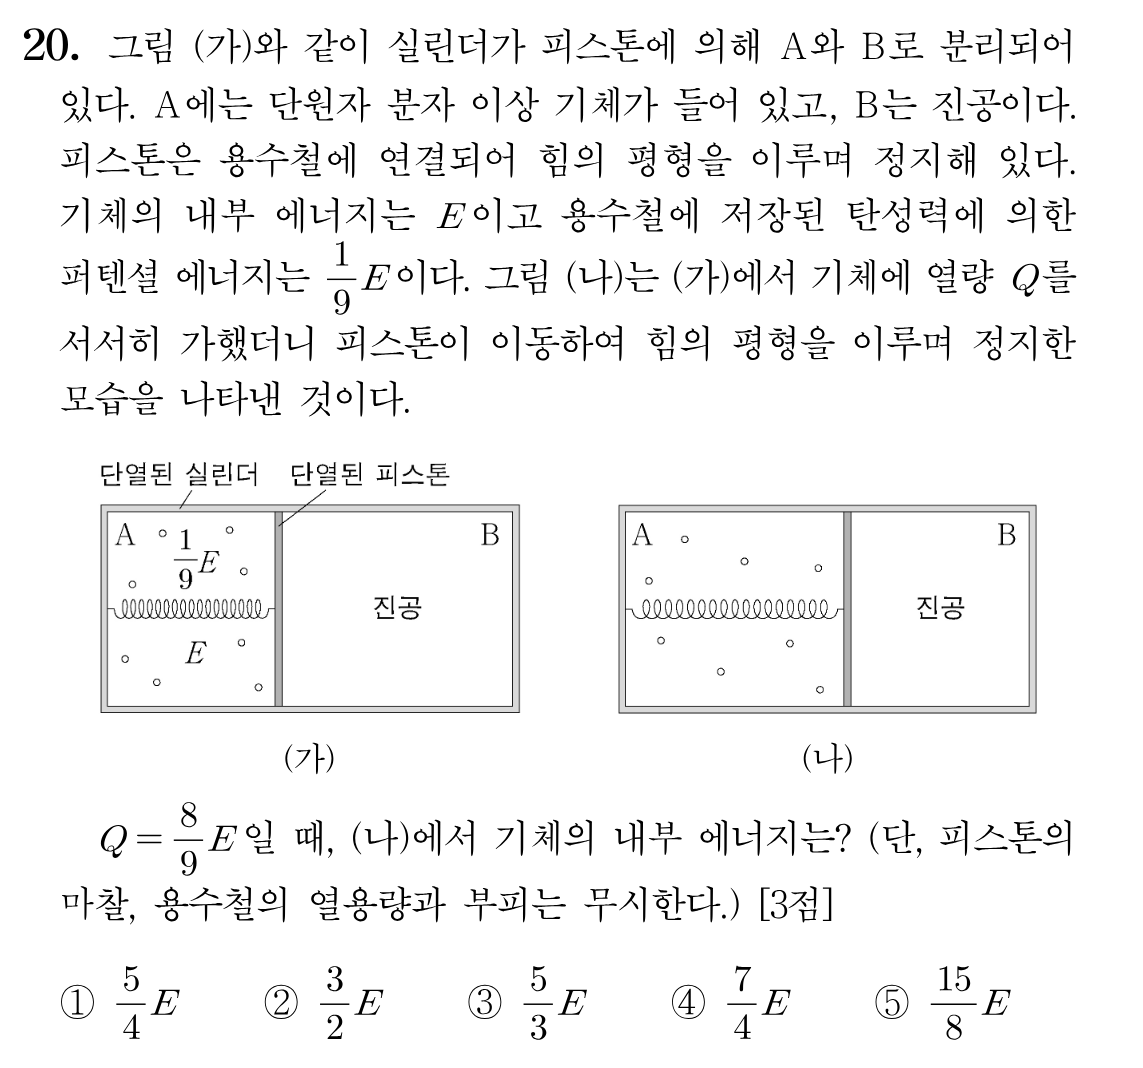 20. 그림 (가)와 같이 실린더가 피스톤에 의해 A와 B로 분리되어
있다. A에는 단원자 분자 이상 기체가 들어 있고, B는 진공이다.
피스톤은 용수철에 연결되어 힘의 평형을 이루며 정지해 있다.
기체의 내부 에너지는 E이고 용수철에 저장된 탄성력에 의한
퍼텐셜 에너지는 1/9 E이다. 그림 (나)는 (가)에서 기체에 열량 Q를
서서히 가했더니 피스톤이 이동하여 힘의 평형을 이루며 정지한
모습을 나타낸 것이다.
단열된 실린더 단열된 피스톤
A 1/9 E B
진공
E
(가)
A B
진공
(나)
Q = 8/9 E일 때, (나)에서 기체의 내부 에너지는? (단, 피스톤의
마찰, 용수철의 열용량과 부피는 무시한다.) [3점]
① 5/4 E ② 3/2 E ③ 5/3 E ④ 7/4 E ⑤ 15/8 E